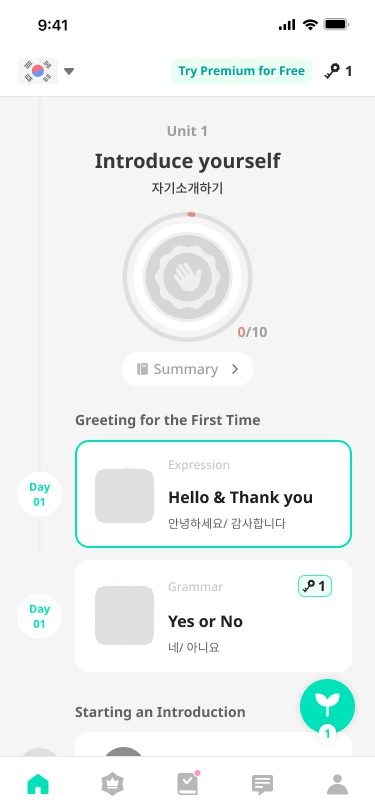 9:41
Try Premium for Free
1
Unit 1
Introduce yourself
자기소개하기
0/10
Summary
Greeting for the First Time
Day
01
Expression
Hello & Thank you
안녕하세요/ 감사합니다
Day
01
Grammar
1
Yes or No
네/ 아니요
Starting an Introduction
1